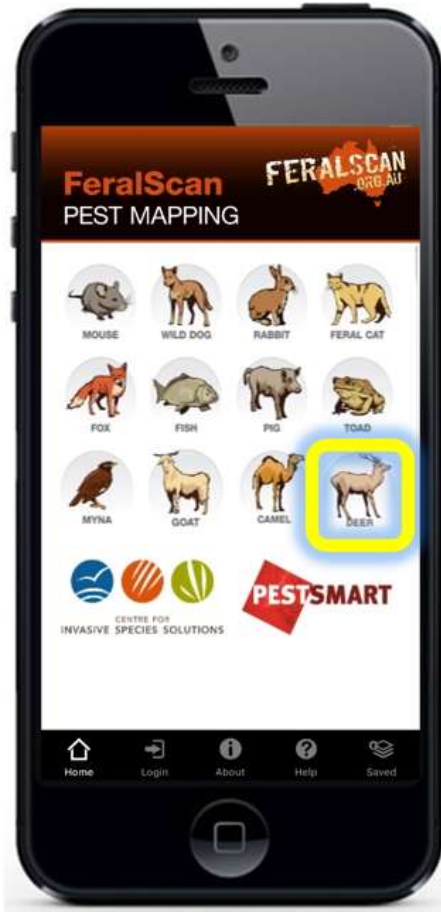 FeralScan
PEST MAPPING
FERALSCAN
.ORG.AU
MOUSE
WILD DOG
RABBIT
FERAL CAT
FOX
FISH
PIG
TOAD
MYNA
GOAT
CAMEL
DEER
CENTRE FOR
INVASIVE SPECIES SOLUTIONS
PESTSMART
Home
Login
About
Help
Saved